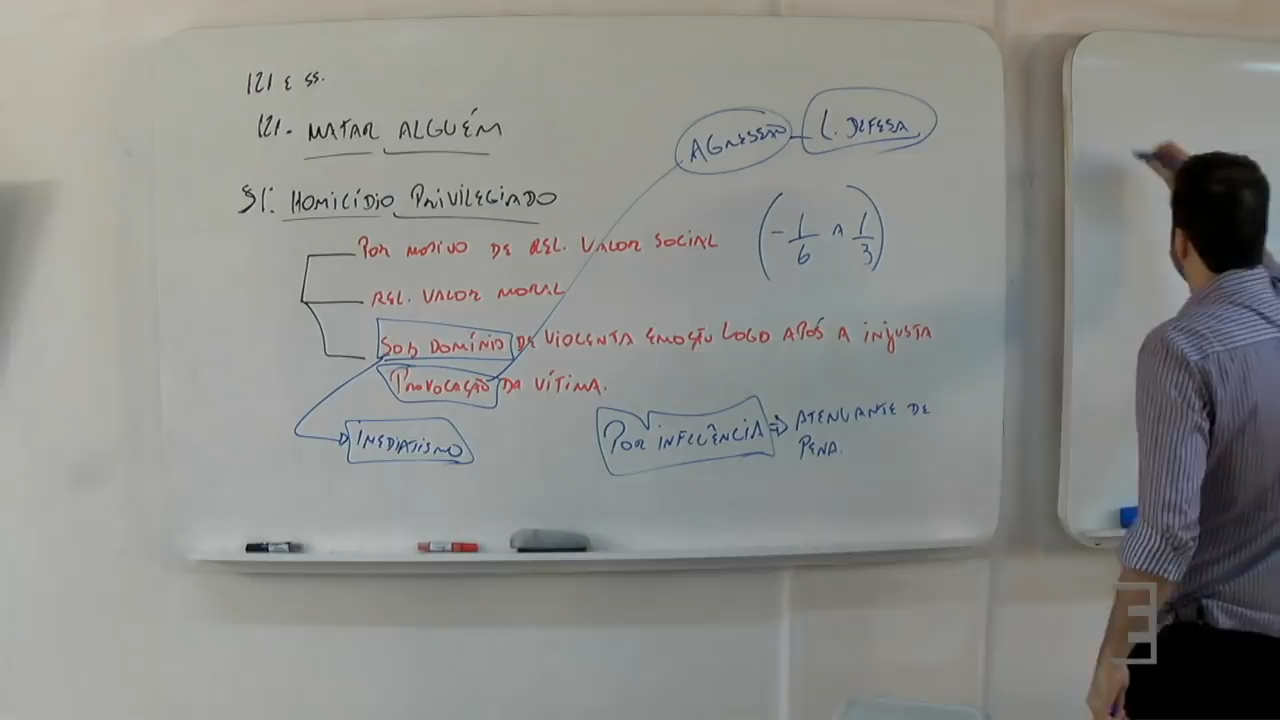 121 E SS.
121- MATAR ALGUÉM
AGRESSÃO - L. DEFESA
§1: HOMICÍDIO PRIVILEGIADO
POR MOTIVO DE REL. VALOR SOCIAL (- 1/6 A 1/3)
REL. VALOR MORAL
SOB DOMÍNIO DE VIOLENTA EMOÇÃO LOGO APÓS A INJUSTA
PROVOCAÇÃO DA VÍTIMA.
IMEDIATISMO
POR INFLUÊNCIA => ATENUANTE DE
PENA.